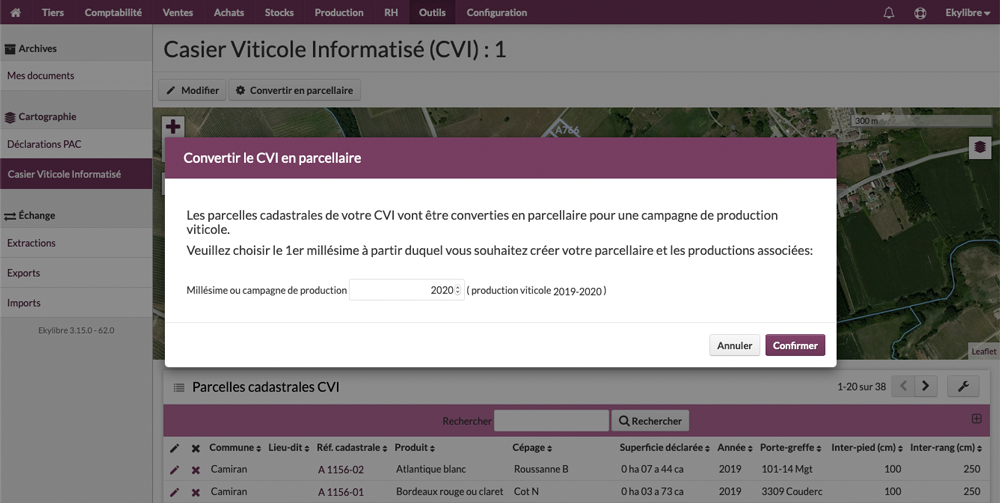 Tiers Comptabilité Ventes Achats Stocks Production RH Outils Configuration Ekylibre
Archives
Mes documents
Cartographie
Déclarations PAC
Casier Viticole Informatisé
Échange
Extractions
Exports
Imports
Ekylibre 3.15.0 - 62.0
Casier Viticole Informatisé (CVI) : 1
Modifier Convertir en parcellaire
A766
300 m
Convertir le CVI en parcellaire
Les parcelles cadastrales de votre CVI vont être converties en parcellaire pour une campagne de production
viticole.
Veuillez choisir le 1er millésime à partir duquel vous souhaitez créer votre parcellaire et les productions associées:
Millésime ou campagne de production 2020 ( production viticole 2019-2020 )
Annuler Confirmer
Leaflet
Parcelles cadastrales CVI 1-20 sur 38
Rechercher Rechercher
Commune Lieu-dit Réf. cadastrale Produit Cépage Superficie déclarée Année Porte-greffe Inter-pied (cm) Inter-rang (cm)
Camiran A 1156-02 Atlantique blanc Roussanne B 0 ha 07 a 44 ca 2019 101-14 Mgt 100 250
Camiran A 1156-01 Bordeaux rouge ou claret Cot N 0 ha 03 a 73 ca 2019 3309 Couderc 100 250